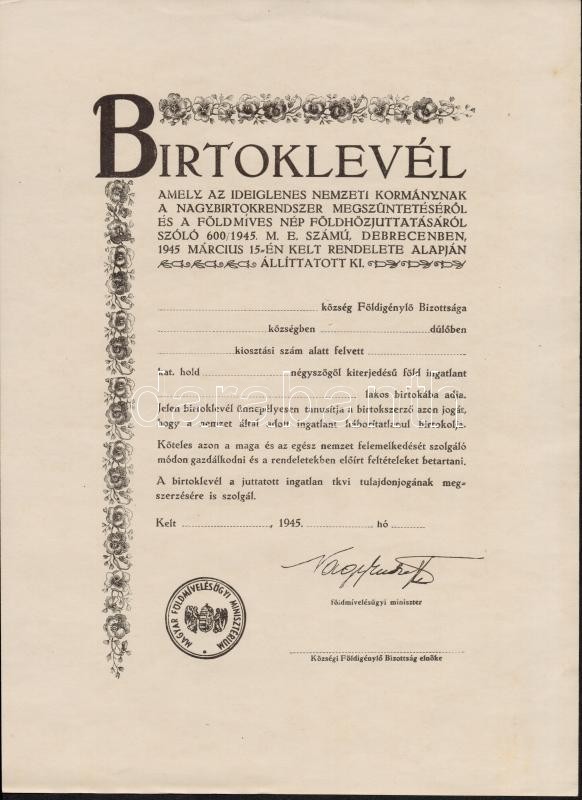 BIRTOKLEVÉL
AMELY AZ IDEIGLENES NEMZETI KORMÁNYNAK
A NAGYBIRTOKRENDSZER MEGSZÜNTETÉSÉRŐL
ÉS A FÖLDMÍVES NÉP FÖLDHÖZJUTTATÁSÁRÓL
SZÓLÓ 600/1945. M. E. SZÁMÚ, DEBRECENBEN,
1945 MÁRCIUS 15-ÉN KELT RENDELETE ALAPJÁN
ÁLLÍTTATOTT KI.
község Földigénylő Bizottsága
községben dűlőben
kiosztási szám alatt felvett
kat. hold négyszögöl kiterjedésű föld ingatlant
lakos birtokába adja.
Jelen birtoklevél ünnepélyesen tanusítja a birtokszerző azon jogát,
hogy a nemzet által adott ingatlant háborítatlanul birtokolja.
Köteles azon a maga és az egész nemzet felemelkedését szolgáló
módon gazdálkodni és a rendeletekben előírt feltételeket betartani.
A birtoklevél a juttatott ingatlan tkvi tulajdonjogának meg-
szerzésére is szolgál.
Kelt , 1945. hó
Nagy Imre
Földmívelésügyi miniszter
MAGYAR FÖLDMÍVELÉSÜGYI MINISZTÉRIUM
Községi Földigénylő Bizottság elnöke
darabanth